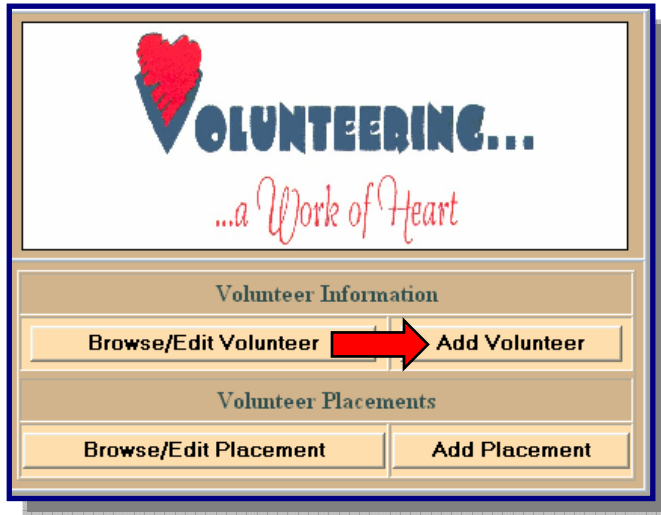 VOLUNTEERING...
...a Work of Heart
Volunteer Information
Browse/Edit Volunteer Add Volunteer
Volunteer Placements
Browse/Edit Placement Add Placement